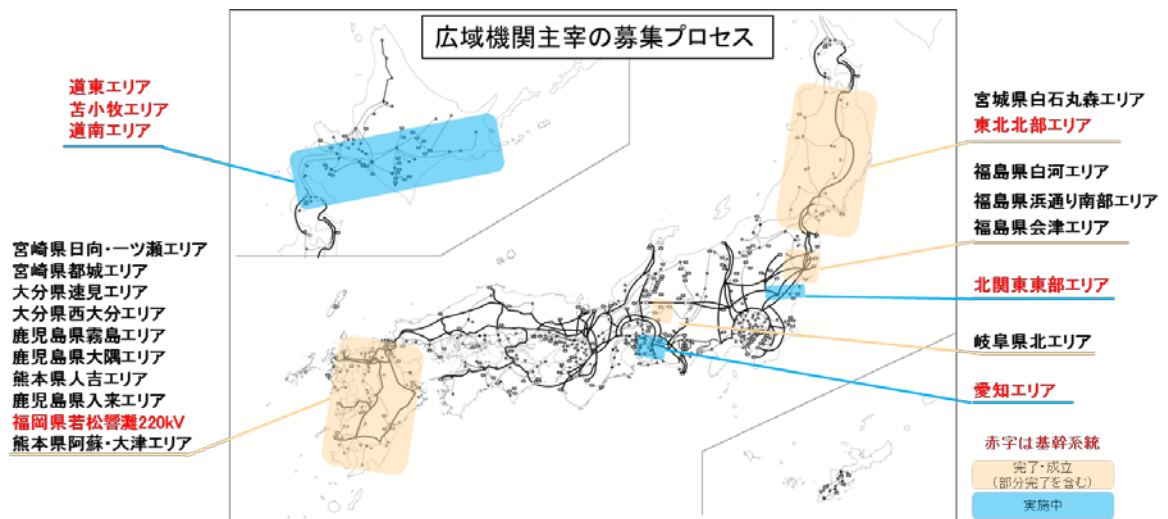 広域機関主宰の募集プロセス
道東エリア
苫小牧エリア
道南エリア
宮城県白石丸森エリア
東北北部エリア
福島県白河エリア
福島県浜通り南部エリア
福島県会津エリア
北関東東部エリア
岐阜県北エリア
愛知エリア
宮崎県日向・一ツ瀬エリア
宮崎県都城エリア
大分県速見エリア
大分県西大分エリア
鹿児島県霧島エリア
鹿児島県大隅エリア
熊本県人吉エリア
鹿児島県入来エリア
福岡県若松響灘220kV
熊本県阿蘇・大津エリア
赤字は基幹系統
完了・成立
(部分完了を含む)
実施中